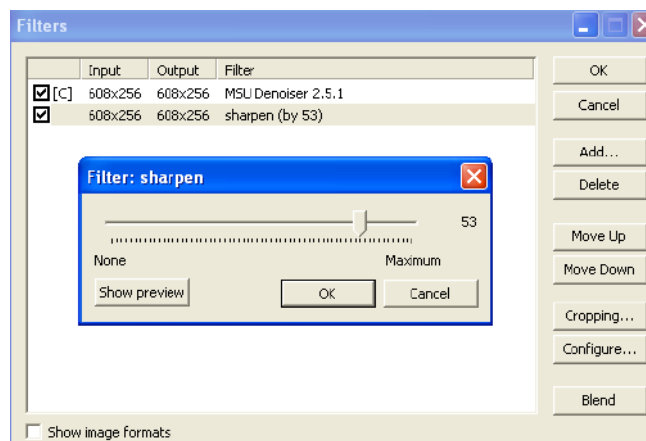 Filters
Input Output Filter
[C] 608x256 608x256 MSU Denoiser 2.5.1
608x256 608x256 sharpen (by 53)
Filter: sharpen
53
None Maximum
Show preview OK Cancel
OK
Cancel
Add...
Delete
Move Up
Move Down
Cropping...
Configure...
Blend
Show image formats